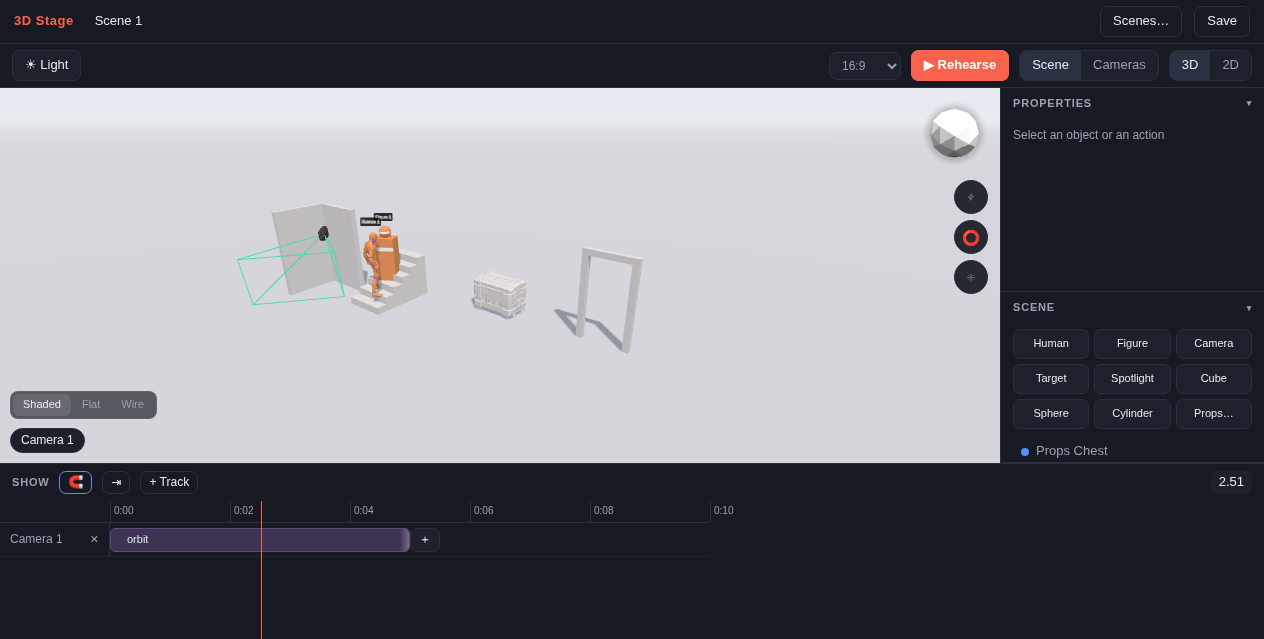 3D Stage Scene 1 Scenes… Save
☀ Light 16:9 ▶ Rehearse Scene Cameras 3D 2D
PROPERTIES
Select an object or an action
SCENE
Human Figure Camera
Target Spotlight Cube
Sphere Cylinder Props…
Props Chest
Shaded Flat Wire
Camera 1
SHOW + Track 2.51
0:00 0:02 0:04 0:06 0:08 0:10
Camera 1 × orbit +